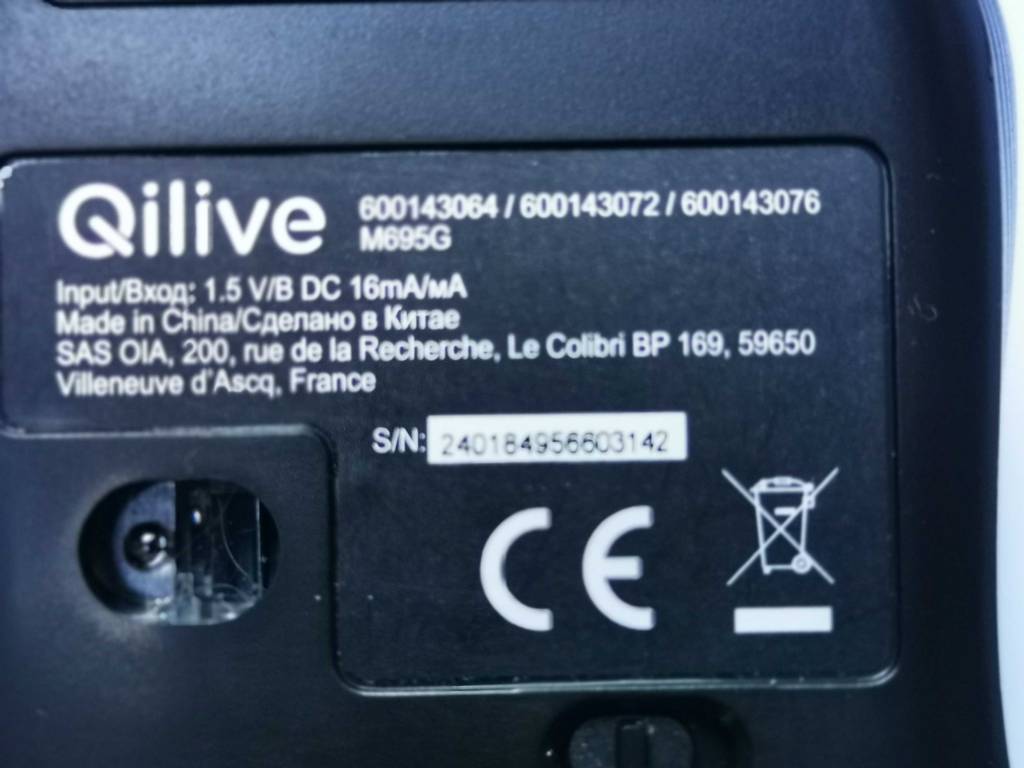 Qilive 600143064 / 600143072 / 600143076
M695G
Input/Вход: 1.5 V/В DC 16mA/мА
Made in China/Сделано в Китае
SAS OIA, 200, rue de la Recherche, Le Colibri BP 169, 59650
Villeneuve d'Ascq, France
S/N: 240184956603142
CE